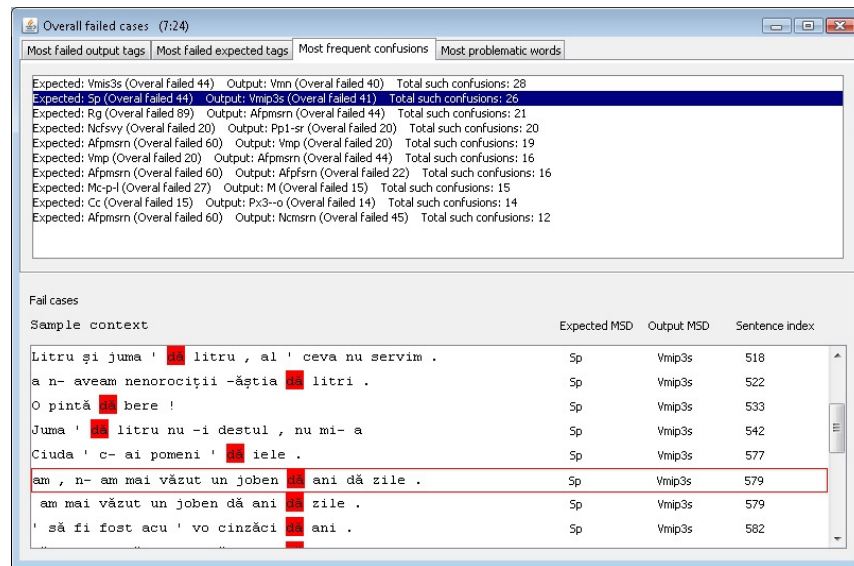 Overall failed cases (7:24)
Most failed output tags Most failed expected tags Most frequent confusions Most problematic words
Expected: Vmis3s (Overal failed 44) Output: Vmn (Overal failed 40) Total such confusions: 28
Expected: Sp (Overal failed 44) Output: Vmip3s (Overal failed 41) Total such confusions: 26
Expected: Rg (Overal failed 89) Output: Afpmsrn (Overal failed 44) Total such confusions: 21
Expected: Ncfsvy (Overal failed 20) Output: Pp1-sr (Overal failed 20) Total such confusions: 20
Expected: Afpmsrn (Overal failed 60) Output: Vmp (Overal failed 20) Total such confusions: 19
Expected: Vmp (Overal failed 20) Output: Afpmsrn (Overal failed 44) Total such confusions: 16
Expected: Afpmsrn (Overal failed 60) Output: Afpfsrn (Overal failed 22) Total such confusions: 16
Expected: Mc-p-l (Overal failed 27) Output: M (Overal failed 15) Total such confusions: 15
Expected: Cc (Overal failed 15) Output: Px3--o (Overal failed 14) Total such confusions: 14
Expected: Afpmsrn (Overal failed 60) Output: Ncmsrn (Overal failed 45) Total such confusions: 12
Fail cases
Sample context Expected MSD Output MSD Sentence index
Litru și juma ' dă litru , al ' ceva nu servim . Sp Vmip3s 518
a n- aveam nenorociții -ăștia dă litri . Sp Vmip3s 522
O pintă dă bere ! Sp Vmip3s 533
Juma ' dă litru nu -i destul , nu mi- a Sp Vmip3s 542
Ciuda ' c- ai pomeni ' dă iele . Sp Vmip3s 577
am , n- am mai văzut un joben dă ani dă zile . Sp Vmip3s 579
am mai văzut un joben dă ani dă zile . Sp Vmip3s 579
' să fi fost acu ' vo cinzăci dă ani . Sp Vmip3s 582